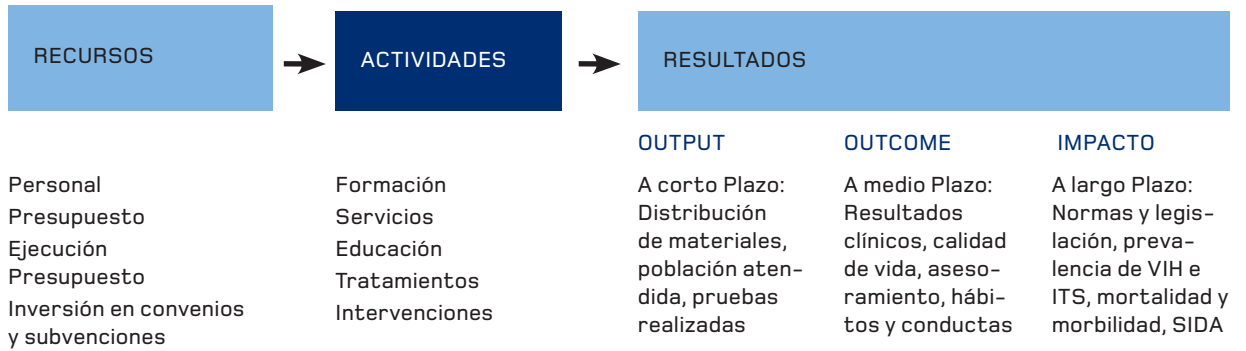 RECURSOS
ACTIVIDADES
RESULTADOS
Personal
Presupuesto
Ejecución
Presupuesto
Inversión en convenios
y subvenciones
Formación
Servicios
Educación
Tratamientos
Intervenciones
OUTPUT
A corto Plazo:
Distribución
de materiales,
población aten-
dida, pruebas
realizadas
OUTCOME
A medio Plazo:
Resultados
clínicos, calidad
de vida, aseso-
ramiento, hábi-
tos y conductas
IMPACTO
A largo Plazo:
Normas y legis-
lación, preva-
lencia de VIH e
ITS, mortalidad y
morbilidad, SIDA